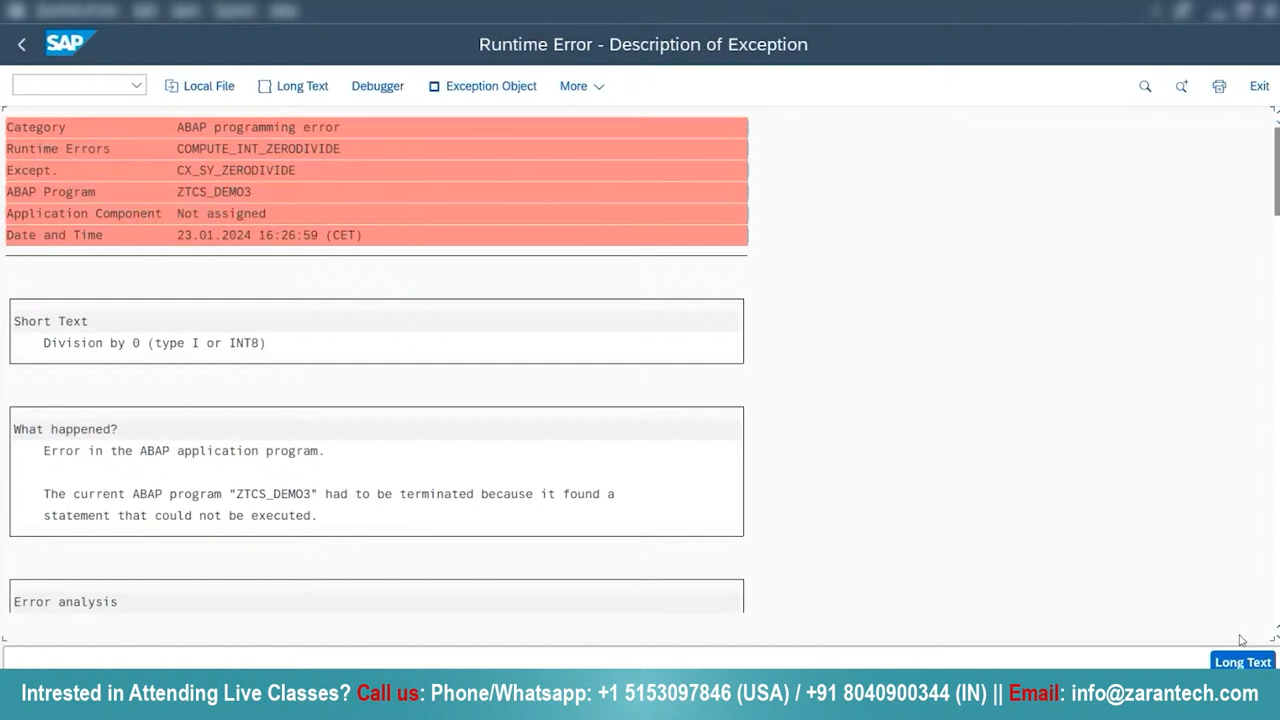 SAP
Runtime Error - Description of Exception
Local File Long Text Debugger Exception Object More Exit
Category ABAP programming error
Runtime Errors COMPUTE_INT_ZERODIVIDE
Except. CX_SY_ZERODIVIDE
ABAP Program ZTCS_DEMO3
Application Component Not assigned
Date and Time 23.01.2024 16:26:59 (CET)
Short Text
Division by 0 (type I or INT8)
What happened?
Error in the ABAP application program.
The current ABAP program "ZTCS_DEMO3" had to be terminated because it found a
statement that could not be executed.
Error analysis
Long Text
Intrested in Attending Live Classes? Call us: Phone/Whatsapp: +1 5153097846 (USA) / +91 8040900344 (IN) || Email: info@zarantech.com